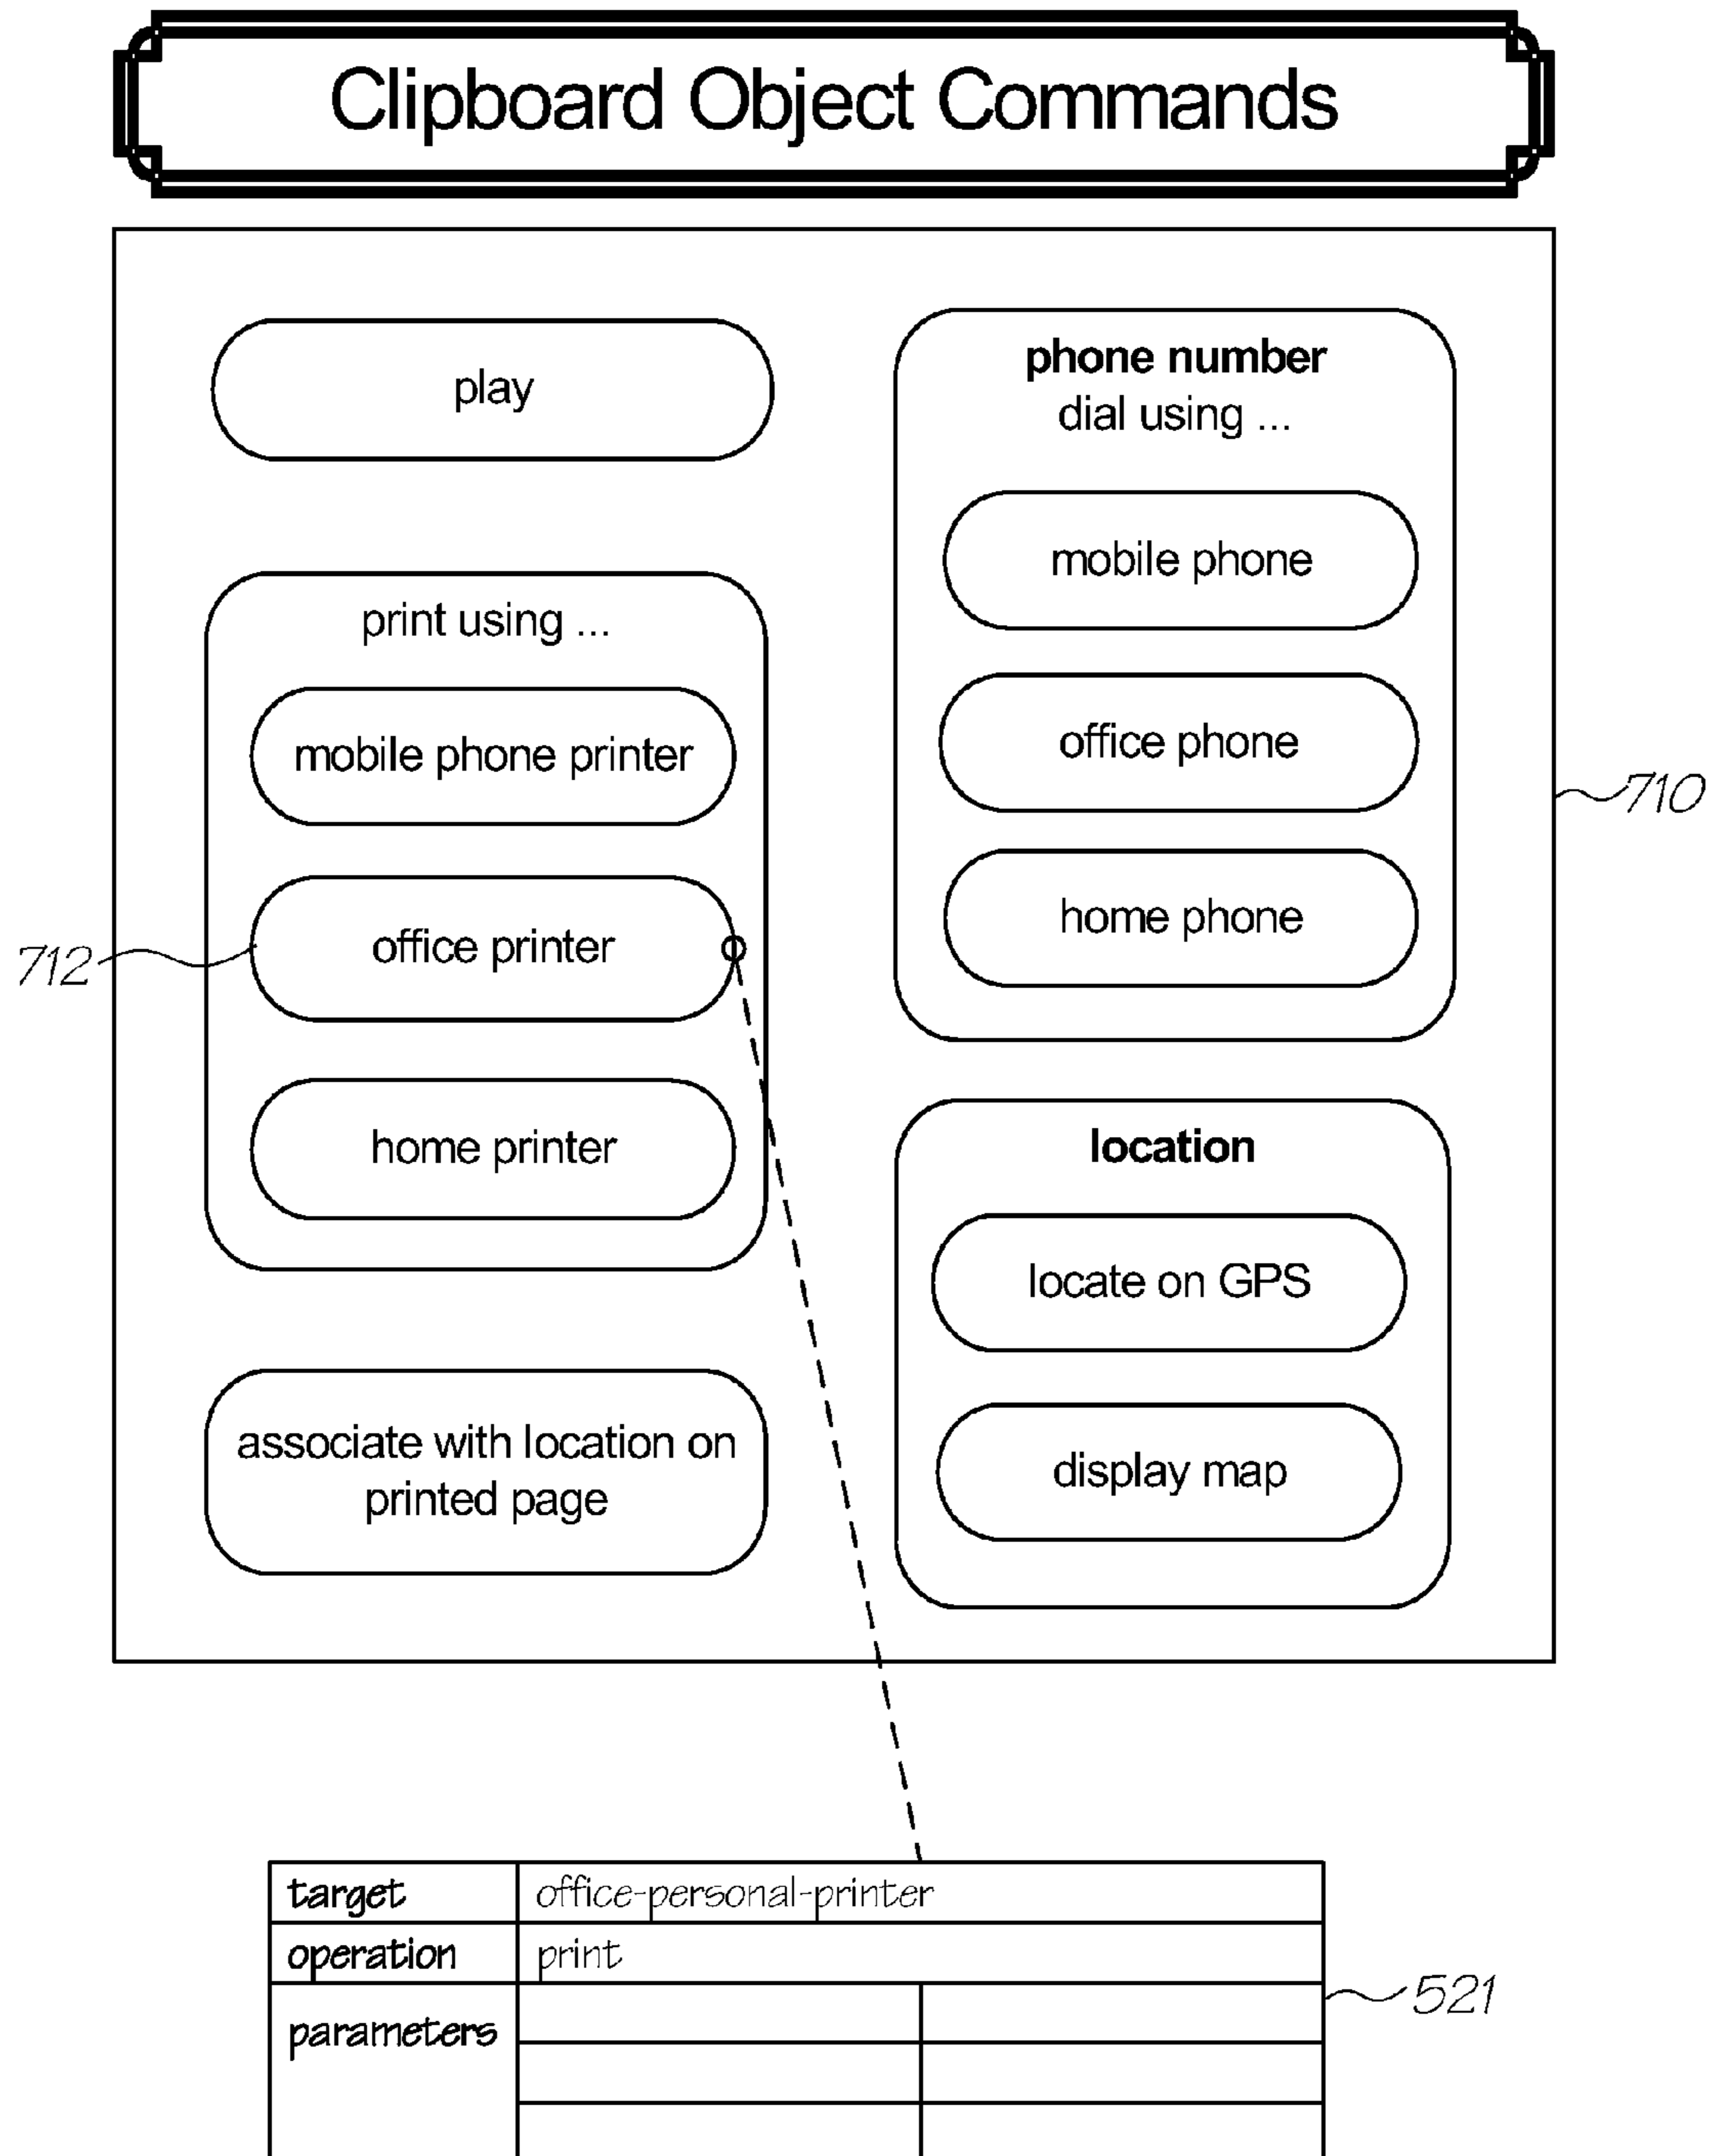 Clipboard Object Commands
play
print using ...
mobile phone printer
712
office printer
home printer
associate with location on
printed page
phone number
dial using ...
mobile phone
office phone
home phone
710
location
locate on GPS
display map
target office-personal-printer
operation print
parameters
521